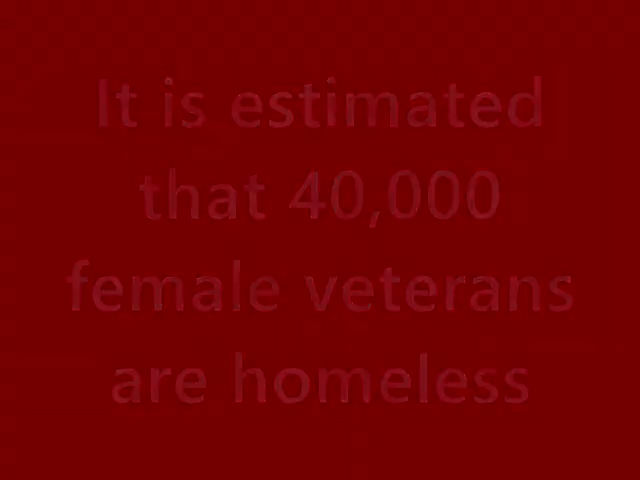 It is estimated
that 40,000
female veterans
are homeless